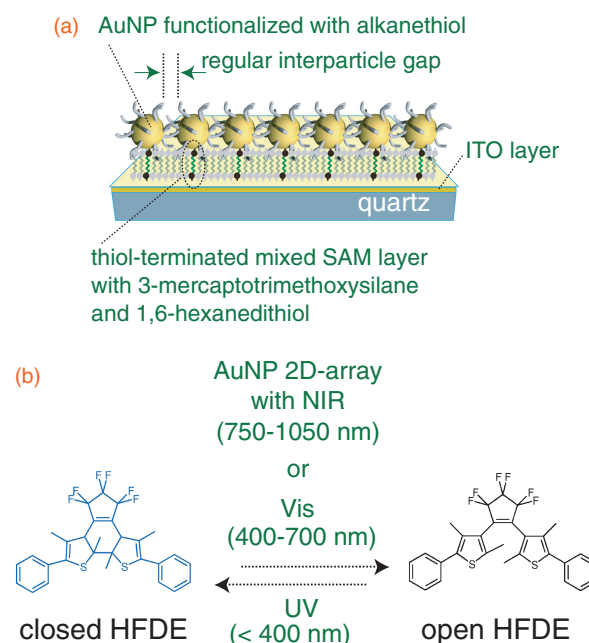 (a)
AuNP functionalized with alkanethiol
regular interparticle gap
ITO layer
quartz
thiol-terminated mixed SAM layer
with 3-mercaptotrimethoxysilane
and 1,6-hexanedithiol
(b)
AuNP 2D-array
with NIR
(750-1050 nm)
or
Vis
(400-700 nm)
UV
(< 400 nm)
F F
F F
F F
S S
closed HFDE
F F
F F
F F
S S
open HFDE